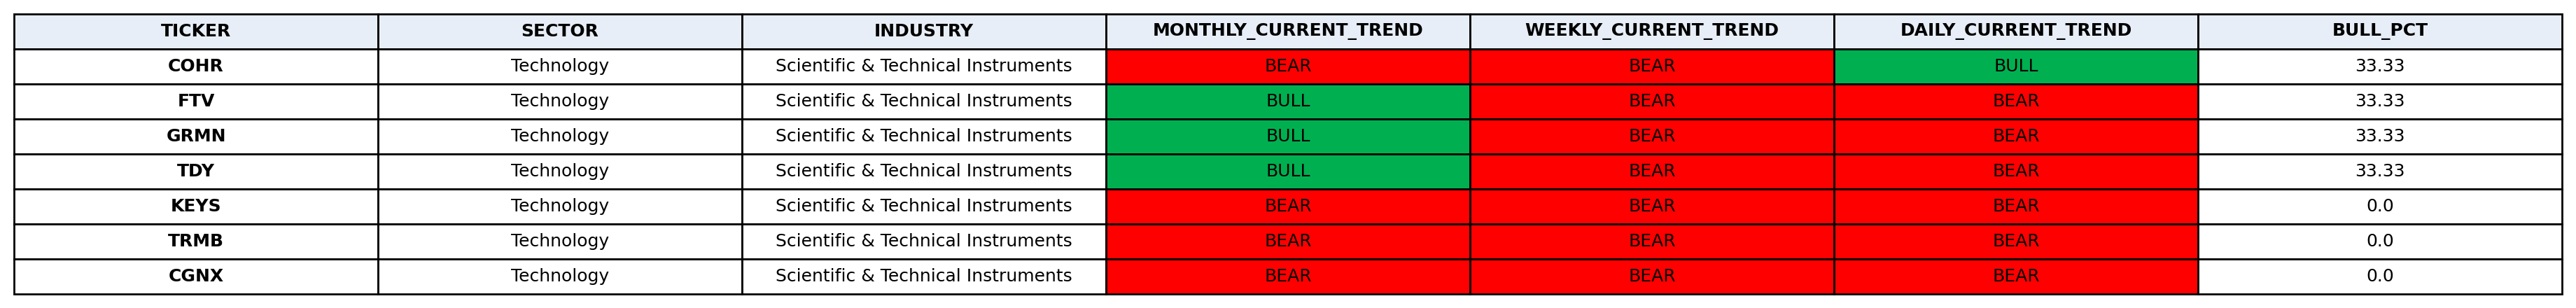 TICKER SECTOR INDUSTRY MONTHLY_CURRENT_TREND WEEKLY_CURRENT_TREND DAILY_CURRENT_TREND BULL_PCT
COHR Technology Scientific & Technical Instruments BEAR BEAR BULL 33.33
FTV Technology Scientific & Technical Instruments BULL BEAR BEAR 33.33
GRMN Technology Scientific & Technical Instruments BULL BEAR BEAR 33.33
TDY Technology Scientific & Technical Instruments BULL BEAR BEAR 33.33
KEYS Technology Scientific & Technical Instruments BEAR BEAR BEAR 0.0
TRMB Technology Scientific & Technical Instruments BEAR BEAR BEAR 0.0
CGNX Technology Scientific & Technical Instruments BEAR BEAR BEAR 0.0